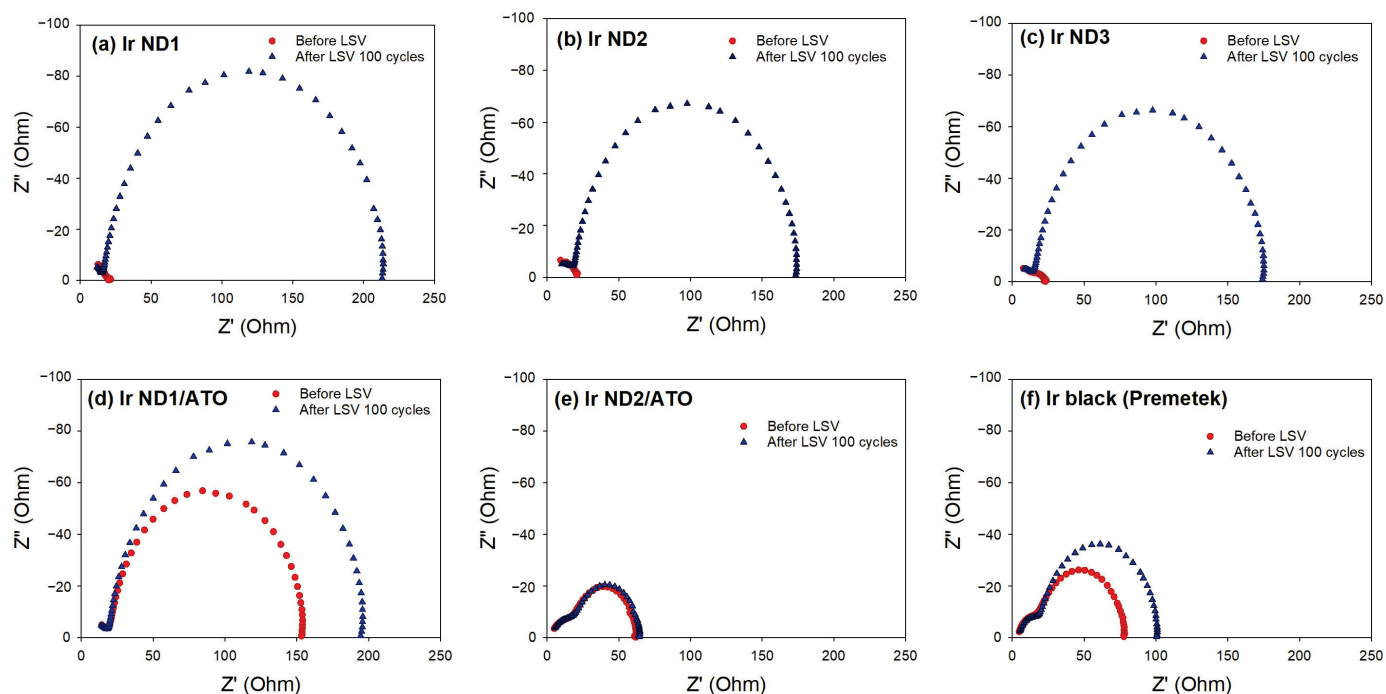 (a) Ir ND1
Before LSV
After LSV 100 cycles
−100
−80
−60
−40
−20
0
Z" (Ohm)
0 50 100 150 200 250
Z' (Ohm)
(b) Ir ND2
Before LSV
After LSV 100 cycles
−100
−80
−60
−40
−20
0
Z" (Ohm)
0 50 100 150 200 250
Z' (Ohm)
(c) Ir ND3
Before LSV
After LSV 100 cycles
−100
−80
−60
−40
−20
0
Z" (Ohm)
0 50 100 150 200 250
Z' (Ohm)
(d) Ir ND1/ATO
Before LSV
After LSV 100 cycles
−100
−80
−60
−40
−20
0
Z" (Ohm)
0 50 100 150 200 250
Z' (Ohm)
(e) Ir ND2/ATO
Before LSV
After LSV 100 cycles
−100
−80
−60
−40
−20
0
Z" (Ohm)
0 50 100 150 200 250
Z' (Ohm)
(f) Ir black (Premetek)
Before LSV
After LSV 100 cycles
−100
−80
−60
−40
−20
0
Z" (Ohm)
0 50 100 150 200 250
Z' (Ohm)